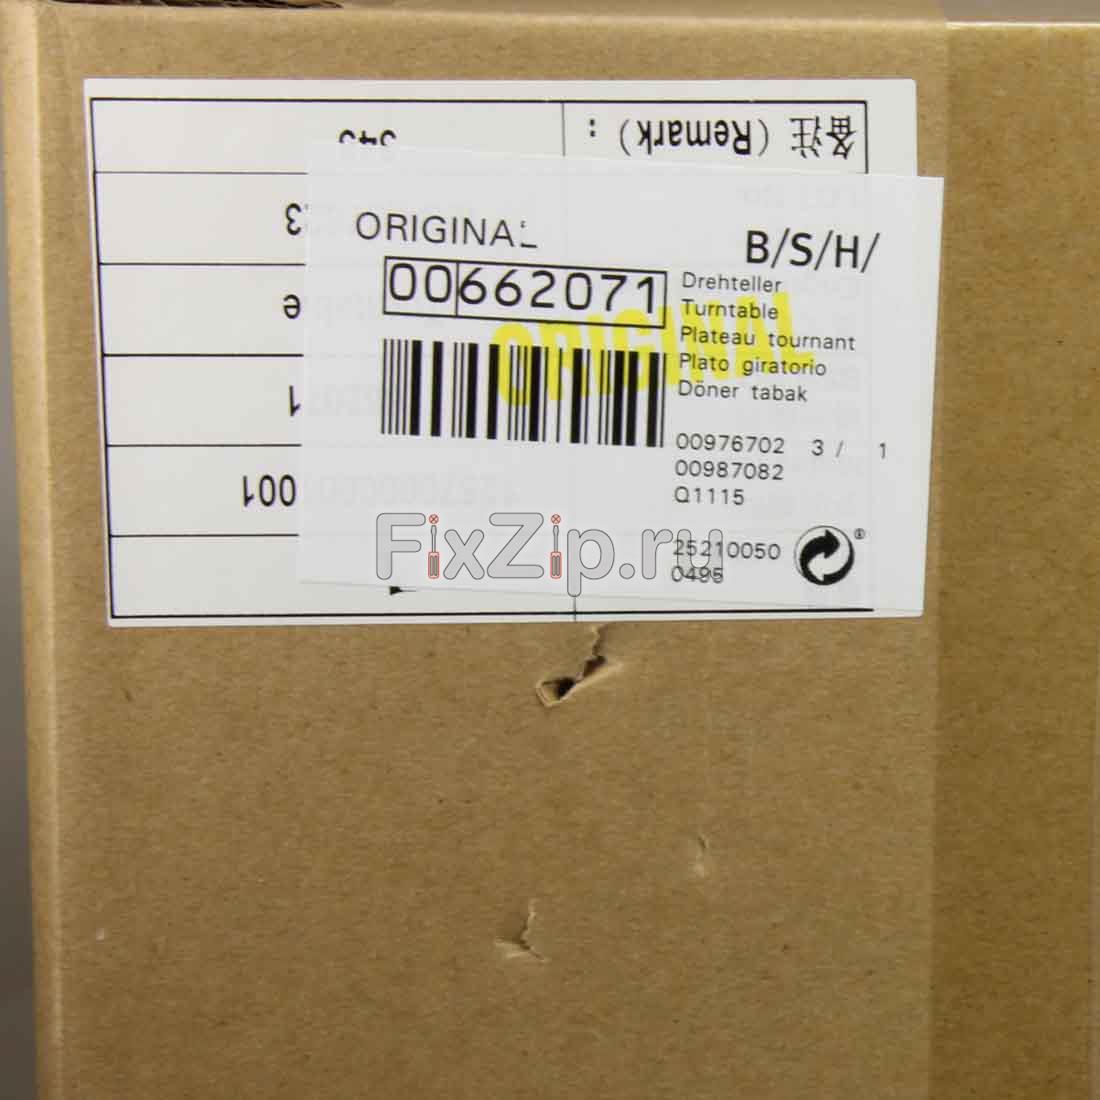 备注 (Remark) :
ORIGINAL
B/S/H/
00662071
ORIGINAL
Drehteller
Turntable
Plateau tournant
Plato giratorio
Döner tabak
00976702 3 / 1
00987082
Q1115
25210050
0495
®
001
FixZip.ru